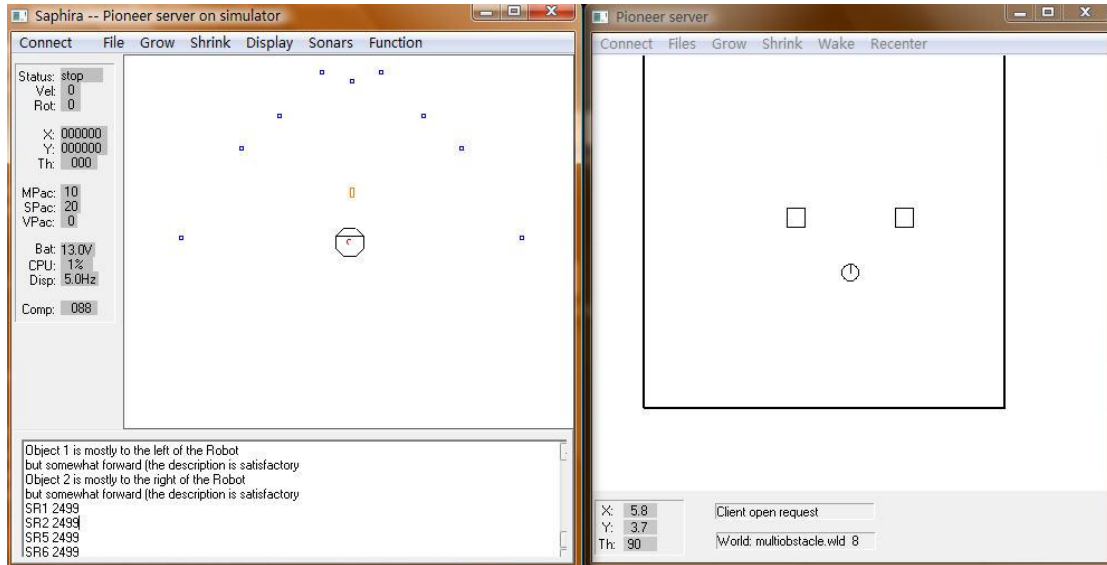 Saphira -- Pioneer server on simulator
Connect File Grow Shrink Display Sonars Function
Status: stop
Vel: 0
Rot: 0
X: 000000
Y: 000000
Th: 000
MPac: 10
SPac: 20
VPac: 0
Bat: 13.0V
CPU: 1%
Disp: 5.0Hz
Comp: 088
Object 1 is mostly to the left of the Robot
but somewhat forward (the description is satisfactory
Object 2 is mostly to the right of the Robot
but somewhat forward (the description is satisfactory
SR1 2499
SR2 2499
SR5 2499
SR6 2499
Pioneer server
Connect Files Grow Shrink Wake Recenter
X: 5.8
Y: 3.7
Th: 90
Client open request
World: multiobstacle.wld 8